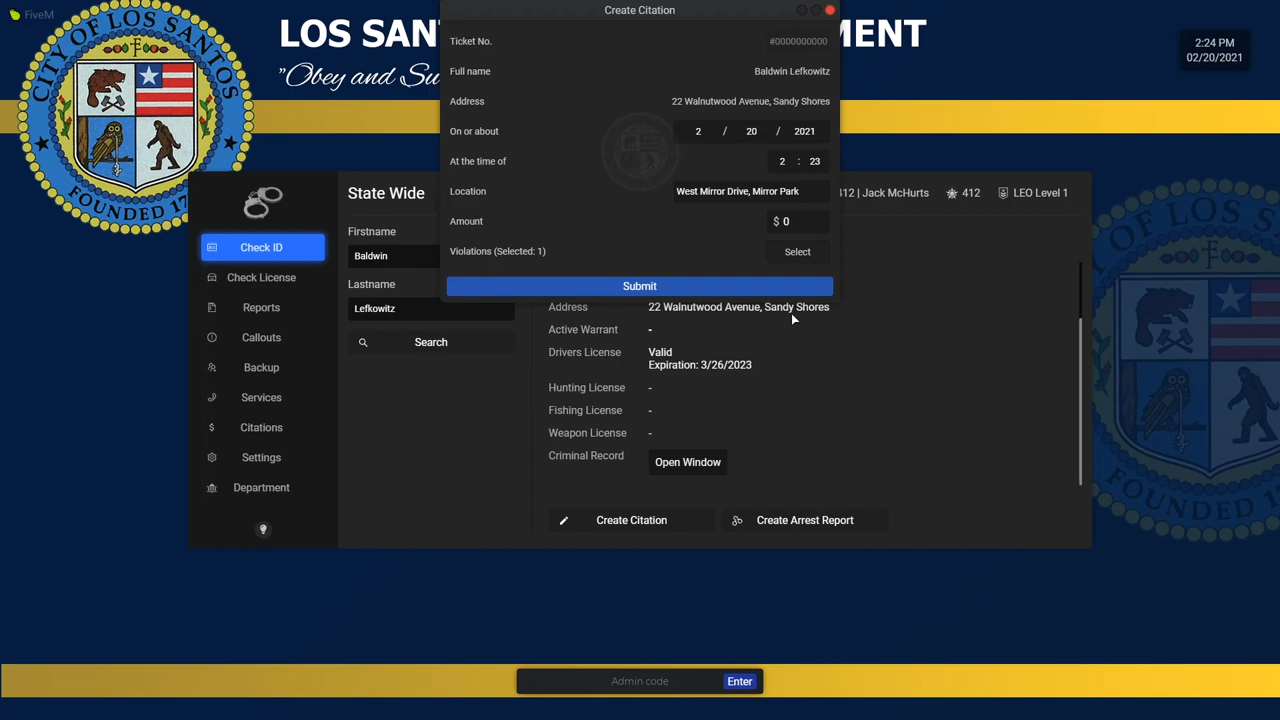 FiveM
CITY OF LOS SANTOS
FOUNDED 17
LOS SAN
MENT
"Obey and Su
2:24 PM
02/20/2021
Create Citation
Ticket No.
#0000000000
Full name
Baldwin Lefkowitz
Address
22 Walnutwood Avenue, Sandy Shores
On or about
2 / 20 / 2021
At the time of
2 : 23
Location
West Mirror Drive, Mirror Park
Amount
$ 0
Violations (Selected: 1)
Select
Submit
State Wide
412 | Jack McHurts
412
LEO Level 1
Check ID
Check License
Reports
Callouts
Backup
Services
Citations
Settings
Department
Firstname
Baldwin
Lastname
Lefkowitz
Search
Address
22 Walnutwood Avenue, Sandy Shores
Active Warrant
-
Drivers License
Valid
Expiration: 3/26/2023
Hunting License
-
Fishing License
-
Weapon License
-
Criminal Record
Open Window
Create Citation
Create Arrest Report
Admin code
Enter